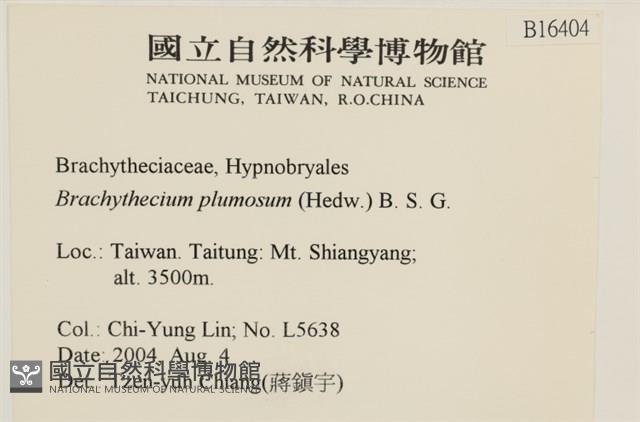 B16404
國立自然科學博物館
NATIONAL MUSEUM OF NATURAL SCIENCE
TAICHUNG, TAIWAN, R.O.CHINA
Brachytheciaceae, Hypnobryales
Brachythecium plumosum (Hedw.) B. S. G.
Loc.: Taiwan. Taitung: Mt. Shiangyang;
alt. 3500m.
Col.: Chi-Yung Lin; No. L5638
Date: 2004, Aug. 4
國立自然科學博物館
Det.: Tzen-yuh Chiang(蔣鎮宇)
NATIONAL MUSEUM OF NATURAL SCIENCE